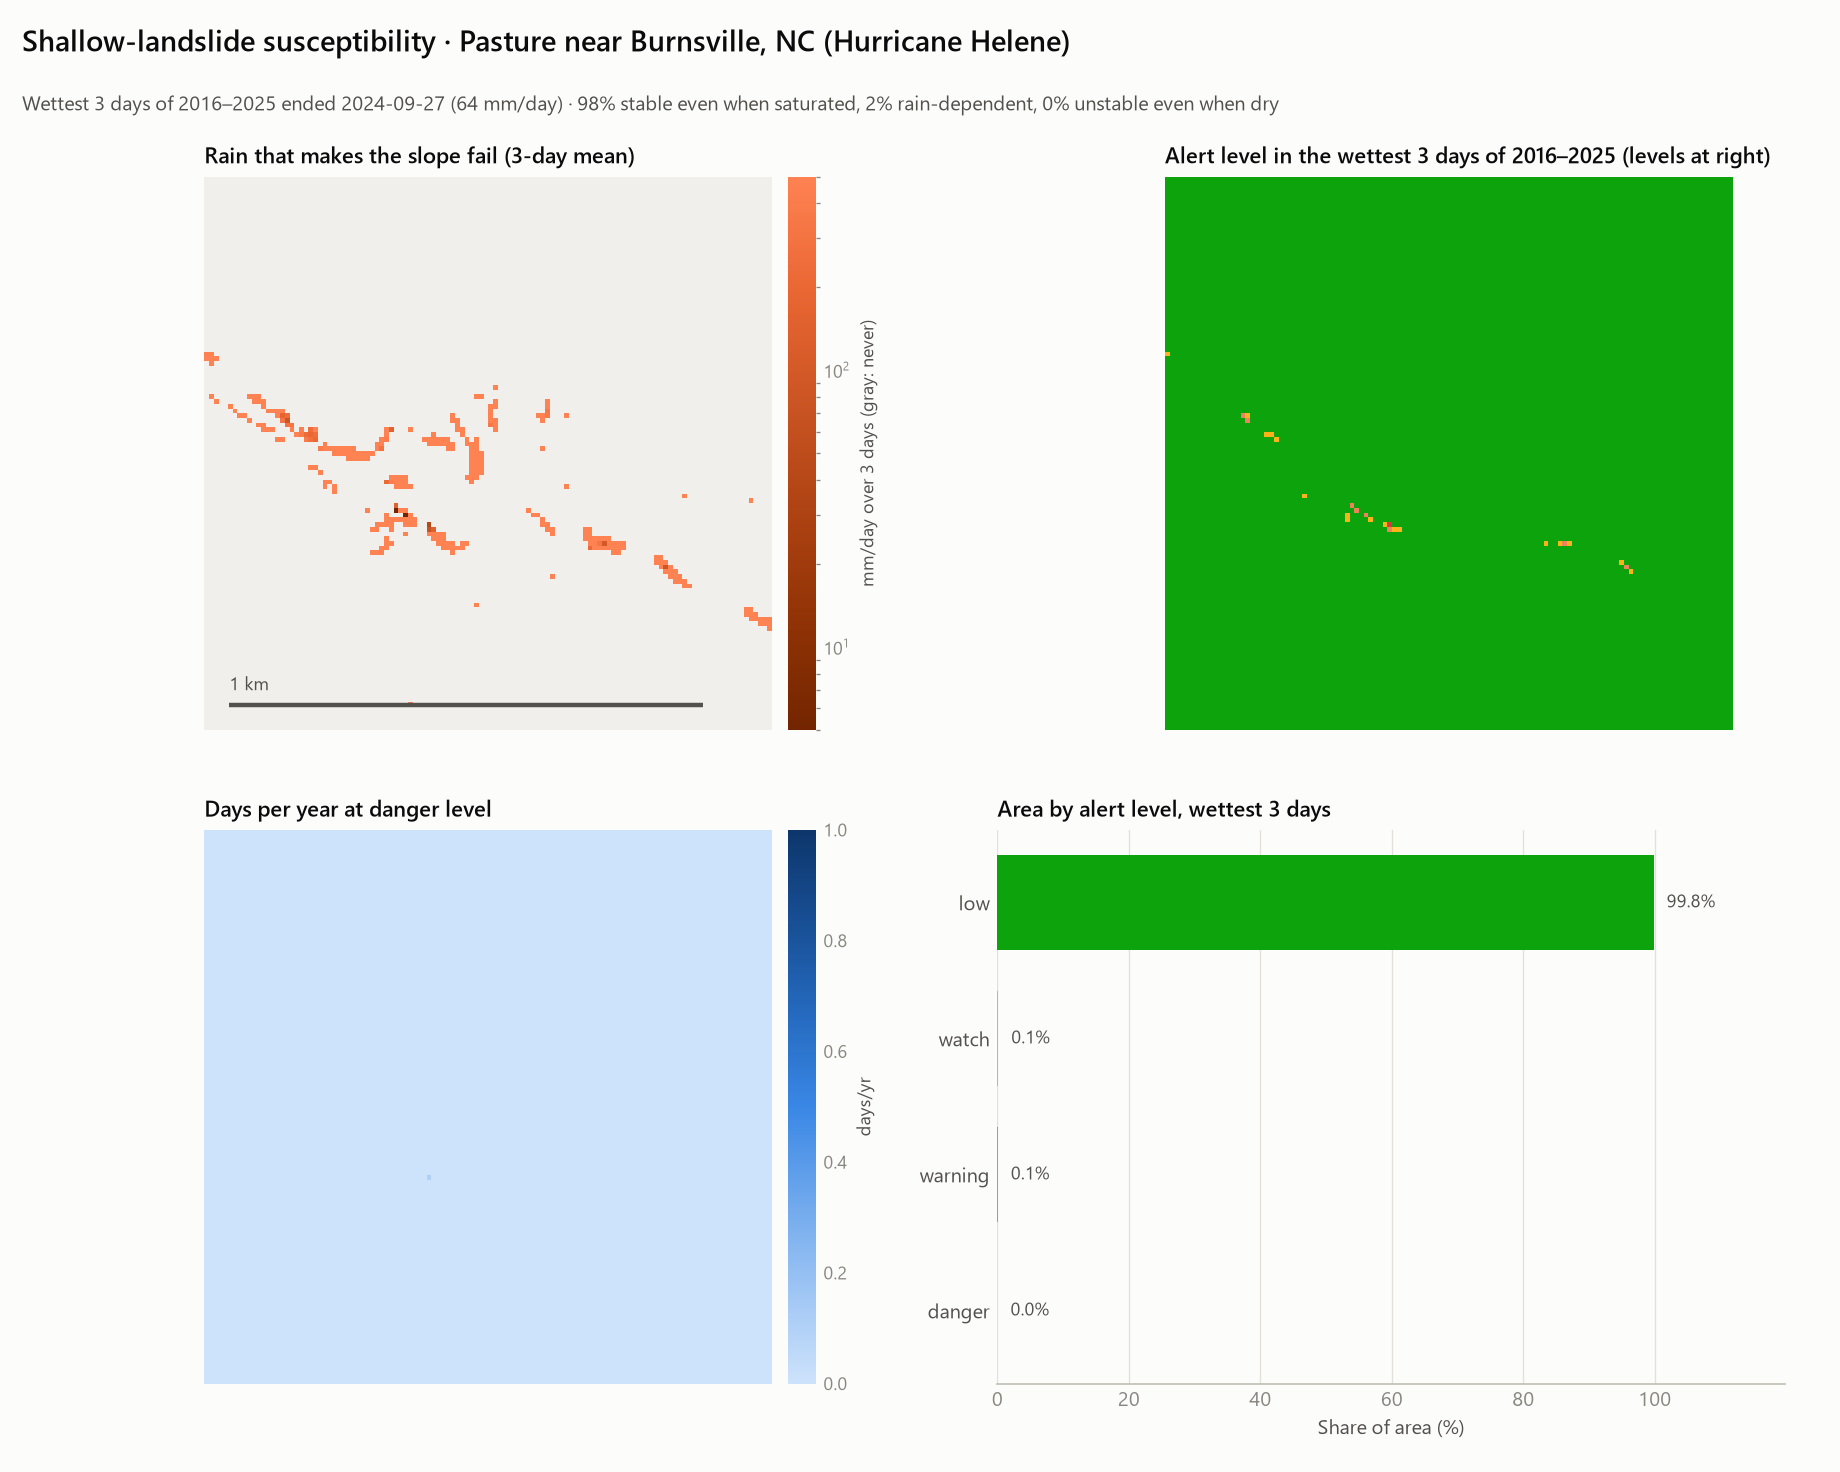 Shallow-landslide susceptibility · Pasture near Burnsville, NC (Hurricane Helene)
Wettest 3 days of 2016–2025 ended 2024-09-27 (64 mm/day) · 98% stable even when saturated, 2% rain-dependent, 0% unstable even when dry
Rain that makes the slope fail (3-day mean)
1 km
10²
10¹
mm/day over 3 days (gray: never)
Alert level in the wettest 3 days of 2016–2025 (levels at right)
Days per year at danger level
1.0
0.8
0.6
0.4
0.2
0.0
days/yr
Area by alert level, wettest 3 days
low
99.8%
watch
0.1%
warning
0.1%
danger
0.0%
0 20 40 60 80 100
Share of area (%)